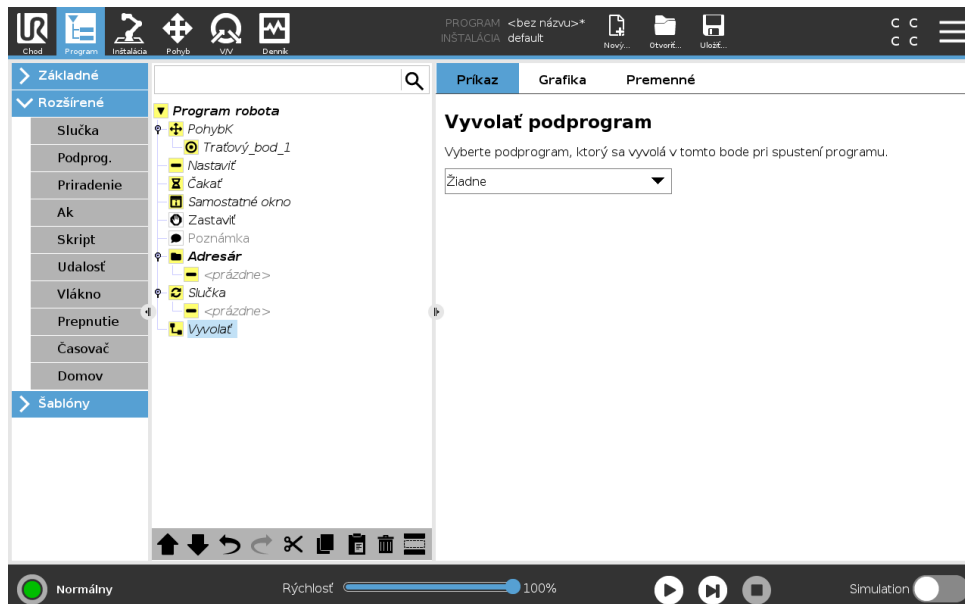 UR
Chod
Program
Inštalácia
Pohyb
V/V
Denník
PROGRAM <bez názvu>*
INŠTALÁCIA default
Nový...
Otvoriť...
Uložiť...
C C
C C
Základné
Rozšírené
Slučka
Podprog.
Priradenie
Ak
Skript
Udalosť
Vlákno
Prepnutie
Časovač
Domov
Šablóny
Program robota
PohybK
Traťový_bod_1
Nastaviť
Čakať
Samostatné okno
Zastaviť
Poznámka
Adresár
<prázdne>
Slučka
<prázdne>
Vyvolať
Príkaz
Grafika
Premenné
Vyvolať podprogram
Vyberte podprogram, ktorý sa vyvolá v tomto bode pri spustení programu.
Žiadne
Normálny
Rýchlosť
100%
Simulation